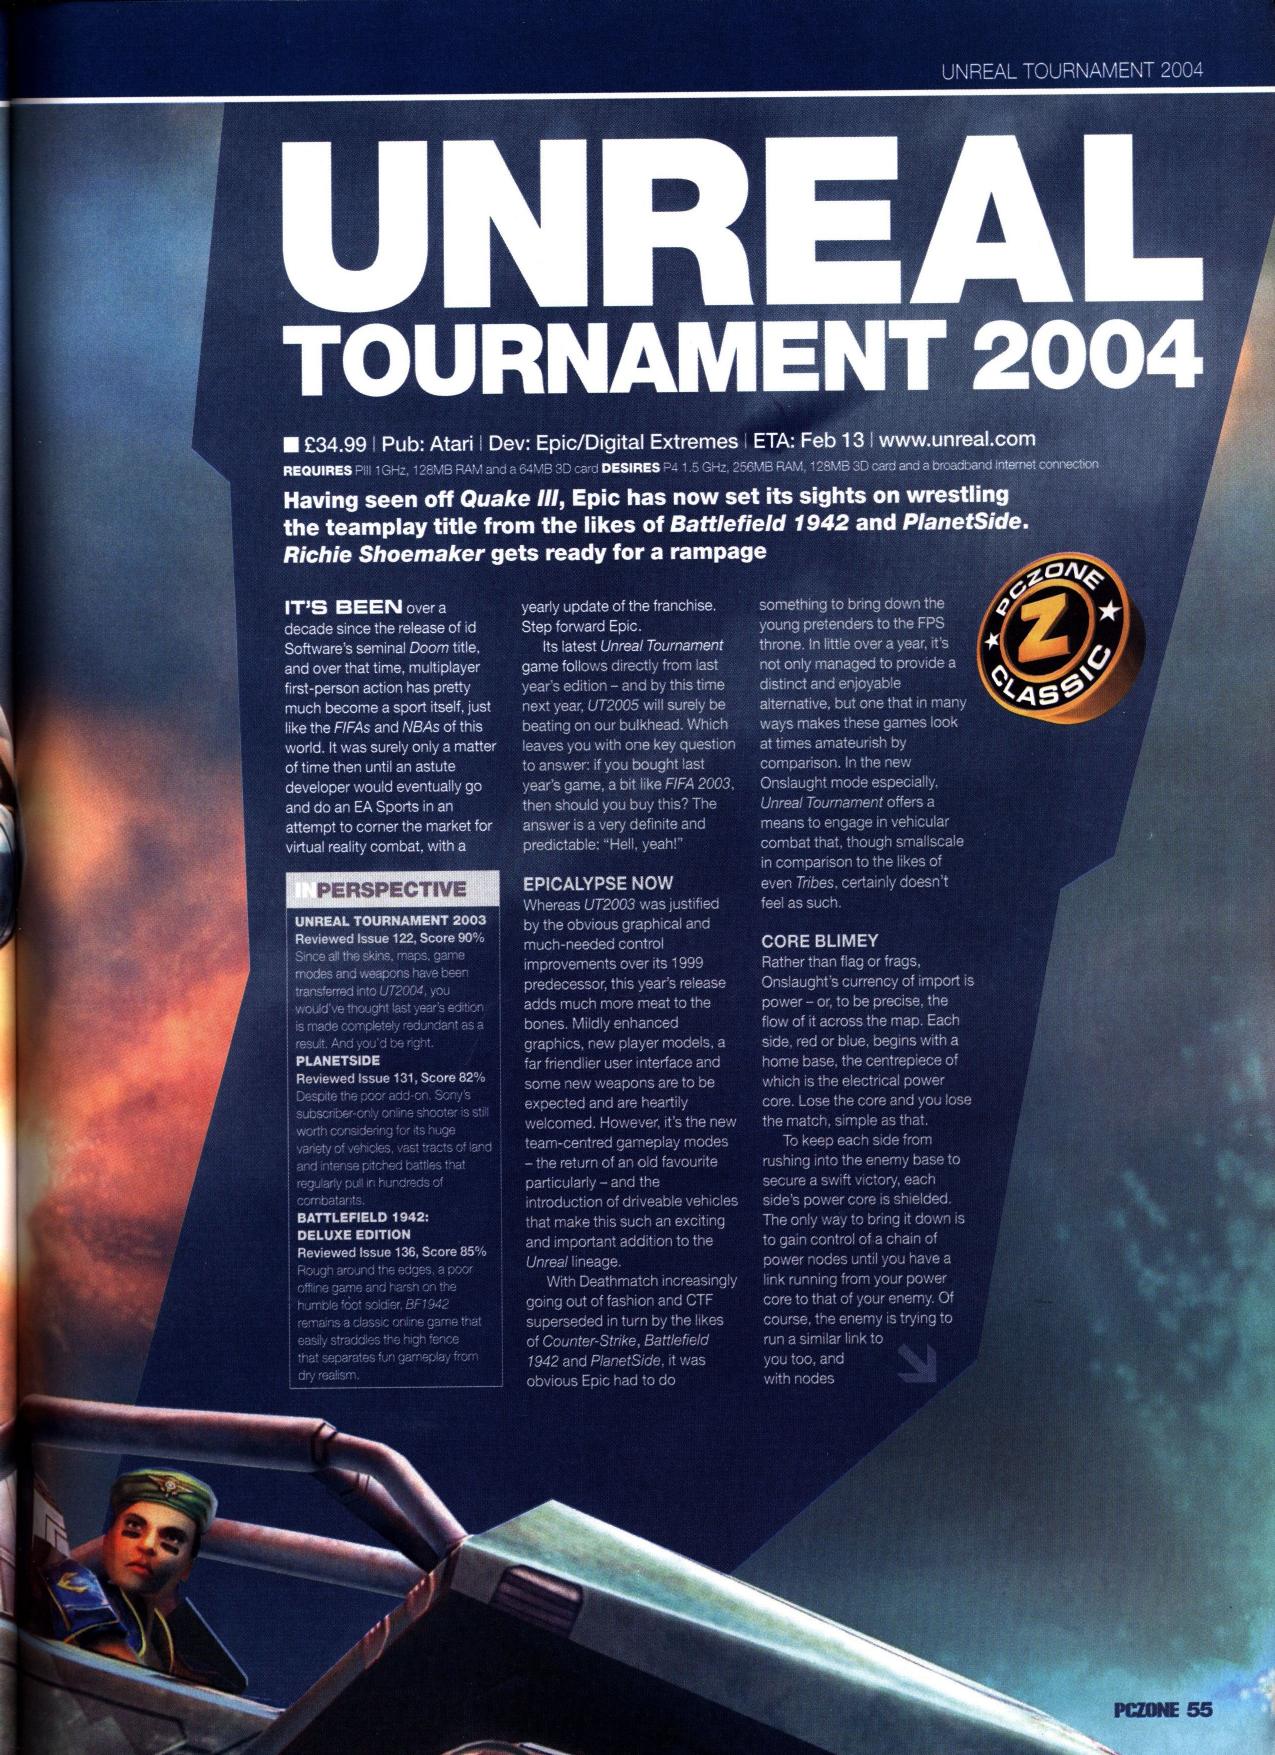 UNREAL TOURNAMENT 2004
UNREAL
TOURNAMENT 2004
■ £34.99 | Pub: Atari | Dev: Epic/Digital Extremes | ETA: Feb 13 | www.unreal.com
REQUIRES PIII 1GHz, 128MB RAM and a 64MB 3D card DESIRES P4 1.5 GHz, 256MB RAM, 128MB 3D card and a broadband Internet connection
Having seen off Quake III, Epic has now set its sights on wrestling
the teamplay title from the likes of Battlefield 1942 and PlanetSide.
Richie Shoemaker gets ready for a rampage
PCZONE
Z
CLASSIC
IT'S BEEN over a
decade since the release of id
Software's seminal Doom title,
and over that time, multiplayer
first-person action has pretty
much become a sport itself, just
like the FIFAs and NBAs of this
world. It was surely only a matter
of time then until an astute
developer would eventually go
and do an EA Sports in an
attempt to corner the market for
virtual reality combat, with a
IN PERSPECTIVE
UNREAL TOURNAMENT 2003
Reviewed Issue 122, Score 90%
Since all the skins, maps, game
modes and weapons have been
transferred into UT2004, you
would've thought last year's edition
is made completely redundant as a
result. And you'd be right.
PLANETSIDE
Reviewed Issue 131, Score 82%
Despite the poor add-on, Sony's
subscriber-only online shooter is still
worth considering for its huge
variety of vehicles, vast tracts of land
and intense pitched battles that
regularly pull in hundreds of
combatants.
BATTLEFIELD 1942:
DELUXE EDITION
Reviewed Issue 136, Score 85%
Rough around the edges, a poor
offline game and harsh on the
humble foot soldier, BF1942
remains a classic online game that
easily straddles the high fence
that separates fun gameplay from
dry realism.
yearly update of the franchise.
Step forward Epic.
Its latest Unreal Tournament
game follows directly from last
year's edition – and by this time
next year, UT2005 will surely be
beating on our bulkhead. Which
leaves you with one key question
to answer: if you bought last
year's game, a bit like FIFA 2003,
then should you buy this? The
answer is a very definite and
predictable: "Hell, yeah!"
EPICALYPSE NOW
Whereas UT2003 was justified
by the obvious graphical and
much-needed control
improvements over its 1999
predecessor, this year's release
adds much more meat to the
bones. Mildly enhanced
graphics, new player models, a
far friendlier user interface and
some new weapons are to be
expected and are heartily
welcomed. However, it's the new
team-centred gameplay modes
– the return of an old favourite
particularly – and the
introduction of driveable vehicles
that make this such an exciting
and important addition to the
Unreal lineage.
With Deathmatch increasingly
going out of fashion and CTF
superseded in turn by the likes
of Counter-Strike, Battlefield
1942 and PlanetSide, it was
obvious Epic had to do
something to bring down the
young pretenders to the FPS
throne. In little over a year, it's
not only managed to provide a
distinct and enjoyable
alternative, but one that in many
ways makes these games look
at times amateurish by
comparison. In the new
Onslaught mode especially,
Unreal Tournament offers a
means to engage in vehicular
combat that, though smallscale
in comparison to the likes of
even Tribes, certainly doesn't
feel as such.
CORE BLIMEY
Rather than flag or frags,
Onslaught's currency of import is
power – or, to be precise, the
flow of it across the map. Each
side, red or blue, begins with a
home base, the centrepiece of
which is the electrical power
core. Lose the core and you lose
the match, simple as that.
To keep each side from
rushing into the enemy base to
secure a swift victory, each
side's power core is shielded.
The only way to bring it down is
to gain control of a chain of
power nodes until you have a
link running from your power
core to that of your enemy. Of
course, the enemy is trying to
run a similar link to
you too, and
with nodes
PCZONE 55